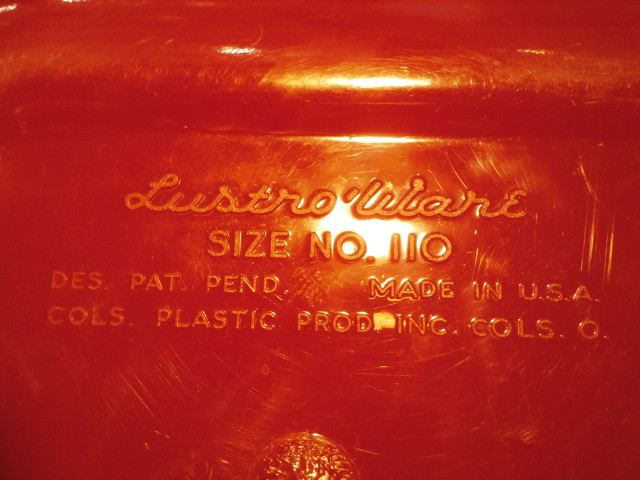 Lustro Ware
SIZE NO. 110
DES. PAT. PEND. MADE IN U.S.A.
COLS. PLASTIC PROD. INC. COLS. O.